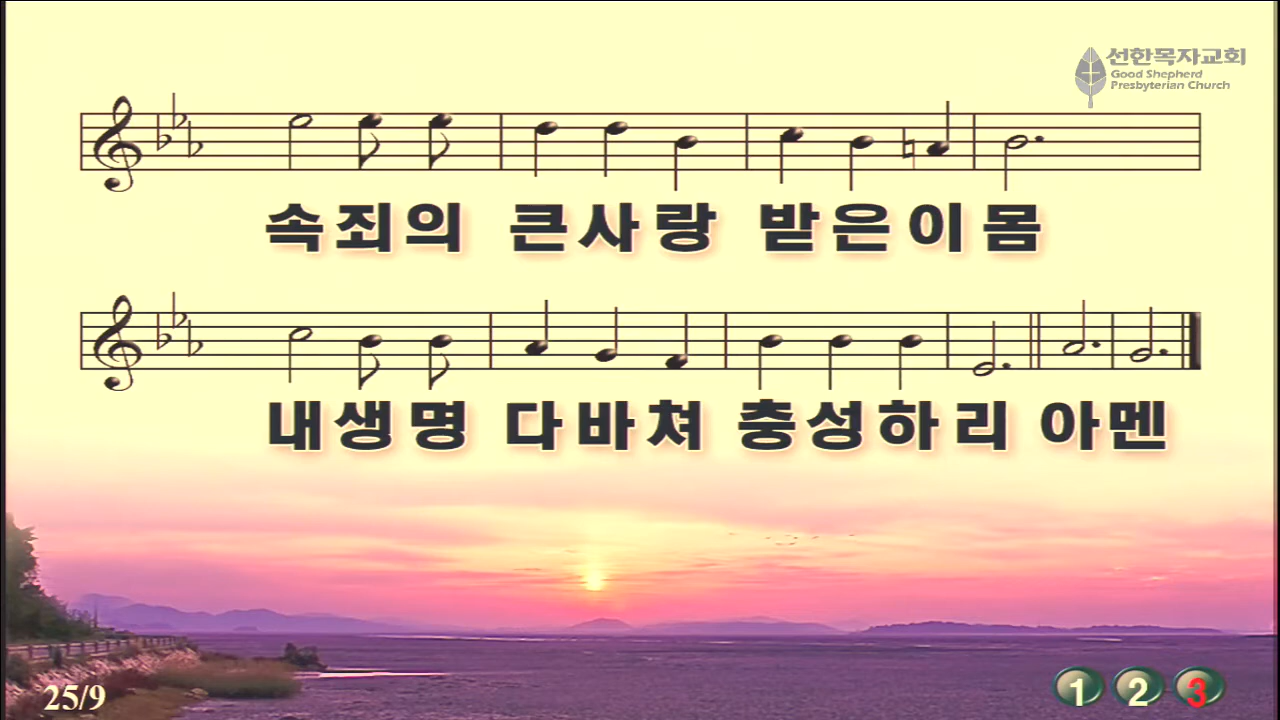 선한목자교회
Good Shepherd
Presbyterian Church
속죄의 큰사랑 받은이몸
내생명 다바쳐 충성하리 아멘
25/9
1 2 3